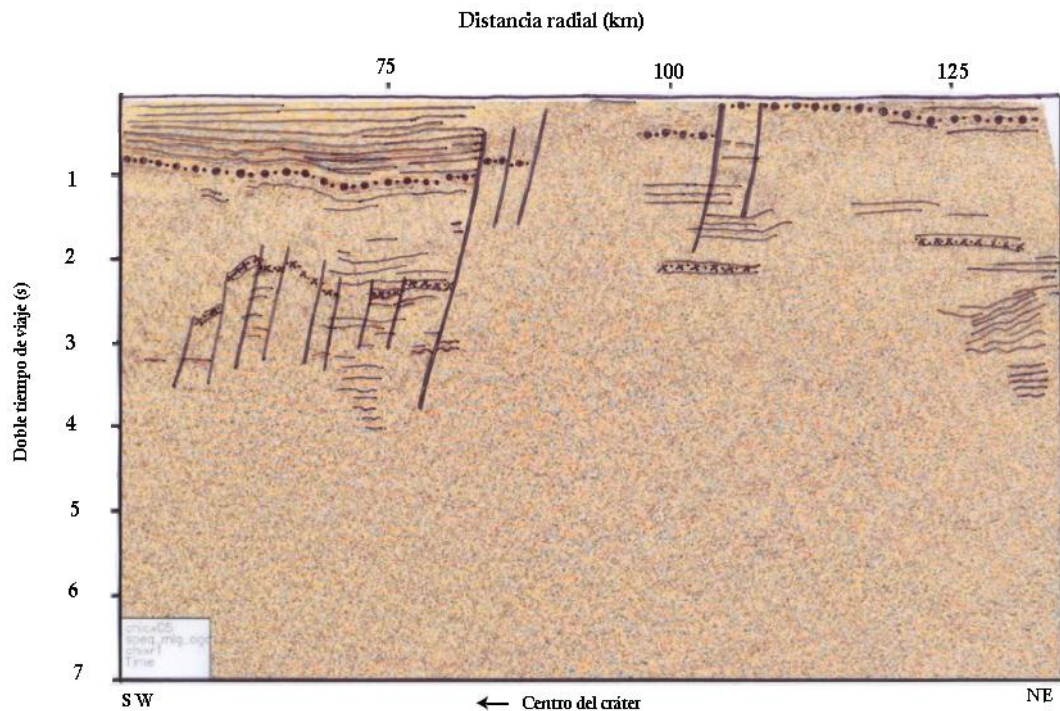 Distancia radial (km)
75 100 125
Doble tiempo de viaje (s)
1
2
3
4
5
6
7
Time
S W ← Centro del cráter NE